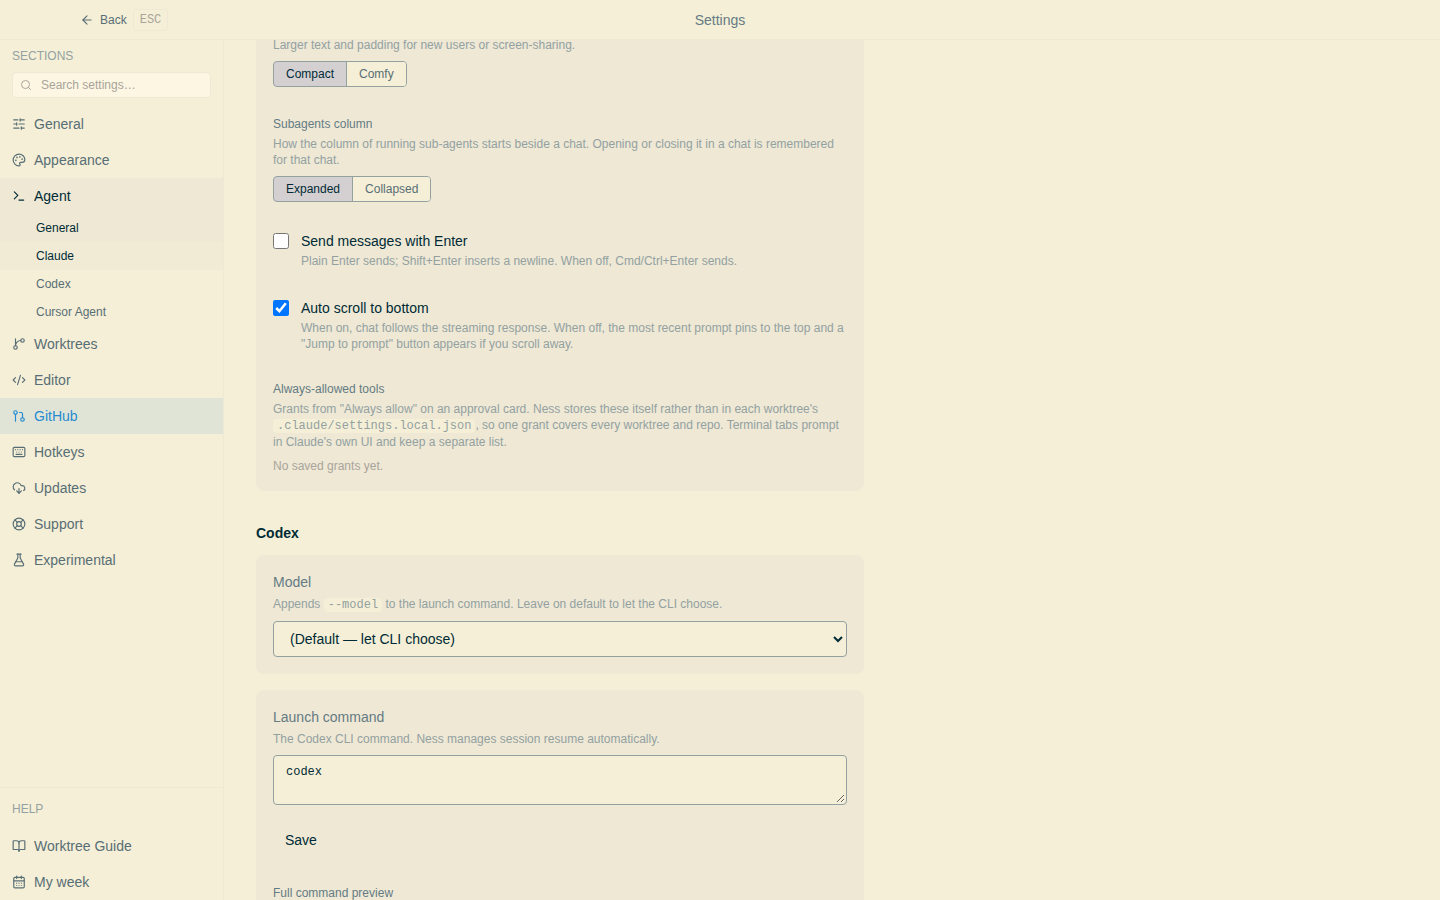 Back ESC
Settings
SECTIONS
Search settings…
General
Appearance
Agent
General
Claude
Codex
Cursor Agent
Worktrees
Editor
GitHub
Hotkeys
Updates
Support
Experimental
HELP
Worktree Guide
My week
Larger text and padding for new users or screen-sharing.
Compact Comfy
Subagents column
How the column of running sub-agents starts beside a chat. Opening or closing it in a chat is remembered
for that chat.
Expanded Collapsed
Send messages with Enter
Plain Enter sends; Shift+Enter inserts a newline. When off, Cmd/Ctrl+Enter sends.
Auto scroll to bottom
When on, chat follows the streaming response. When off, the most recent prompt pins to the top and a
"Jump to prompt" button appears if you scroll away.
Always-allowed tools
Grants from "Always allow" on an approval card. Ness stores these itself rather than in each worktree's
.claude/settings.local.json , so one grant covers every worktree and repo. Terminal tabs prompt
in Claude's own UI and keep a separate list.
No saved grants yet.
Codex
Model
Appends --model to the launch command. Leave on default to let the CLI choose.
(Default — let CLI choose)
Launch command
The Codex CLI command. Ness manages session resume automatically.
codex
Save
Full command preview